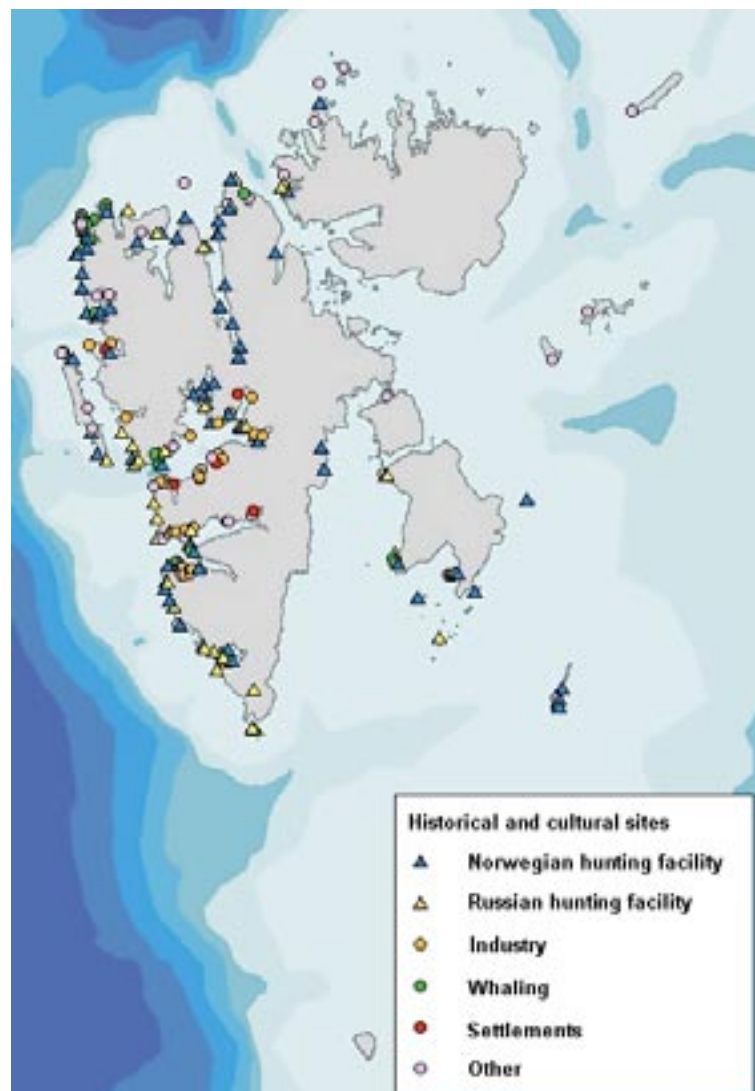 Historical and cultural sites
Norwegian hunting facility
Russian hunting facility
Industry
Whaling
Settlements
Other